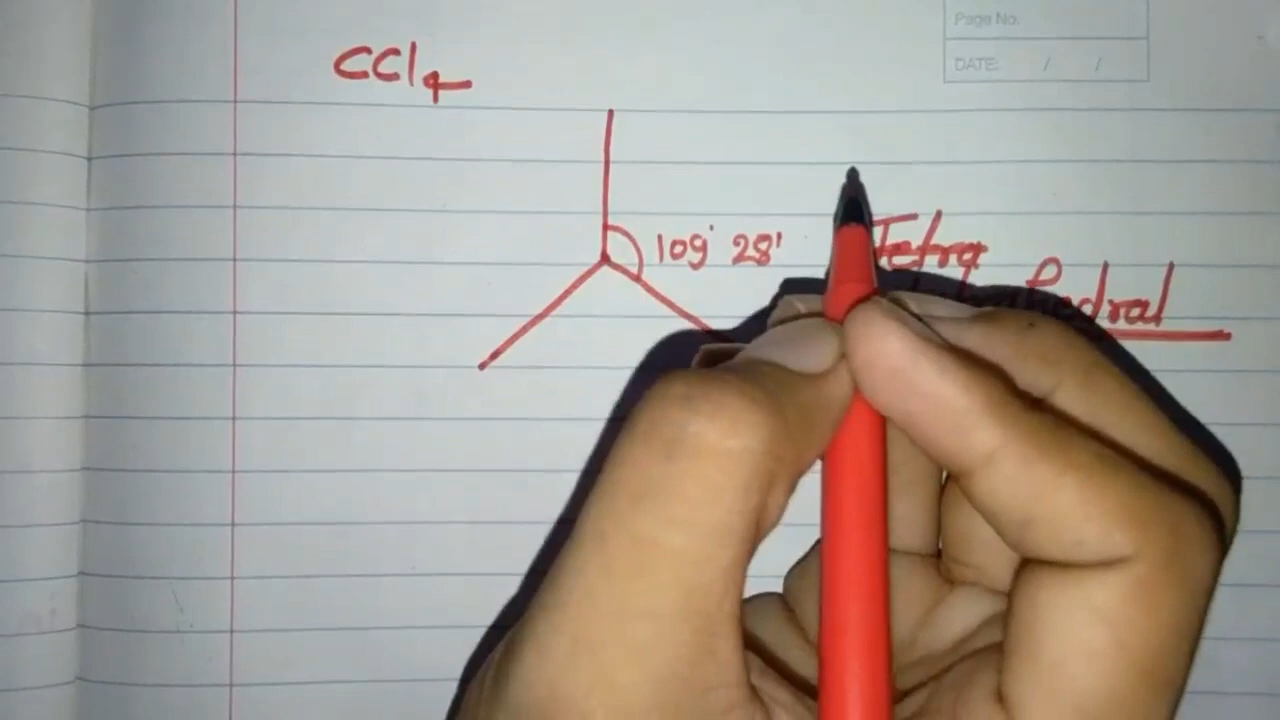 Page No.
DATE: / /
CCl4
109° 28'
Tetra
hedral